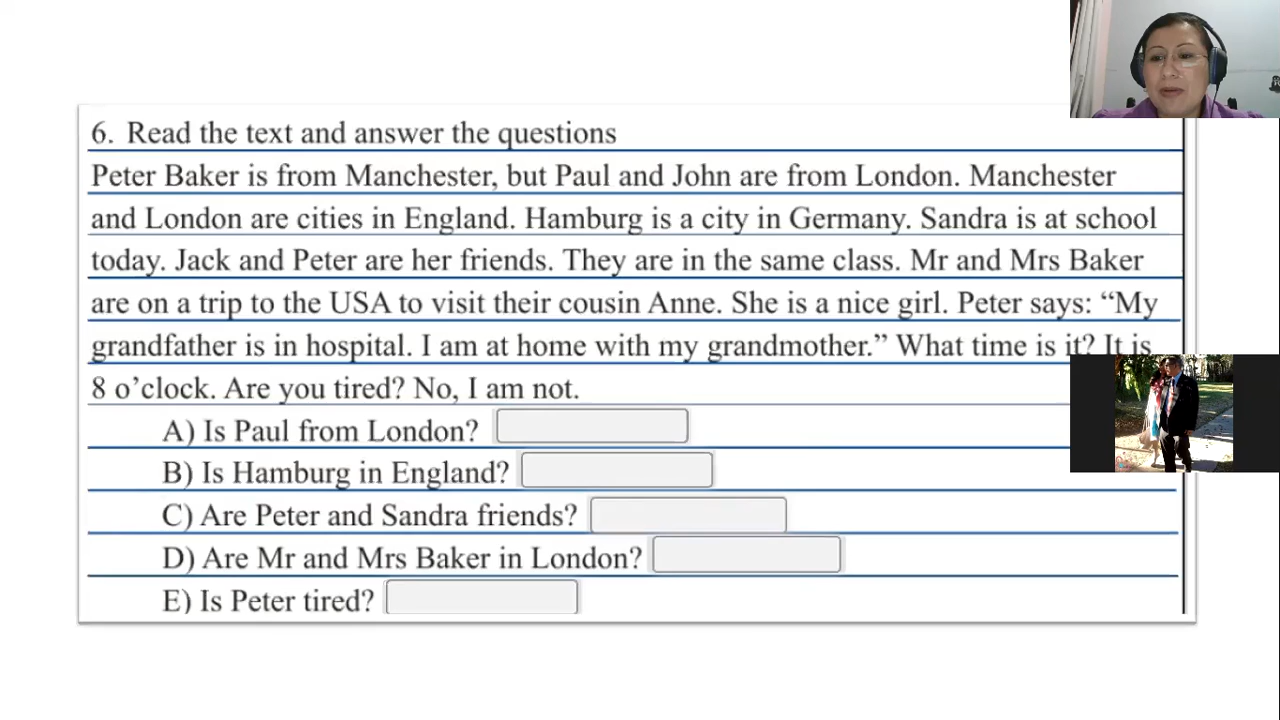 6. Read the text and answer the questions
Peter Baker is from Manchester, but Paul and John are from London. Manchester
and London are cities in England. Hamburg is a city in Germany. Sandra is at school
today. Jack and Peter are her friends. They are in the same class. Mr and Mrs Baker
are on a trip to the USA to visit their cousin Anne. She is a nice girl. Peter says: “My
grandfather is in hospital. I am at home with my grandmother.” What time is it? It is
8 o’clock. Are you tired? No, I am not.
A) Is Paul from London?
B) Is Hamburg in England?
C) Are Peter and Sandra friends?
D) Are Mr and Mrs Baker in London?
E) Is Peter tired?